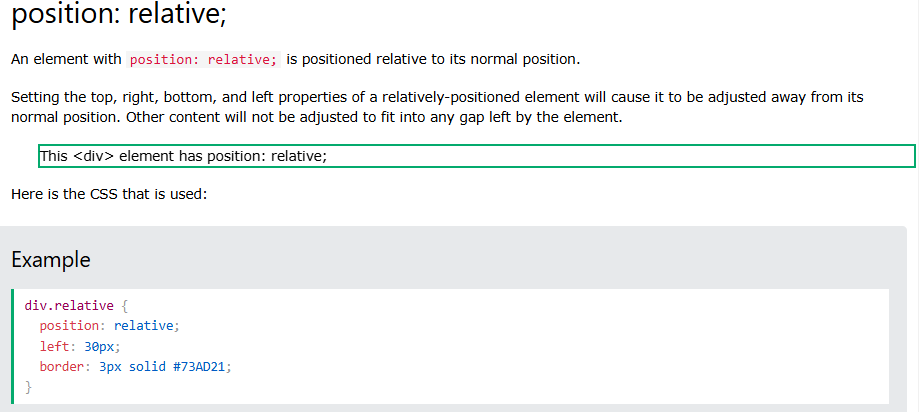 position: relative;
An element with position: relative; is positioned relative to its normal position.
Setting the top, right, bottom, and left properties of a relatively-positioned element will cause it to be adjusted away from its
normal position. Other content will not be adjusted to fit into any gap left by the element.
This <div> element has position: relative;
Here is the CSS that is used:
Example
div.relative {
  position: relative;
  left: 30px;
  border: 3px solid #73AD21;
}